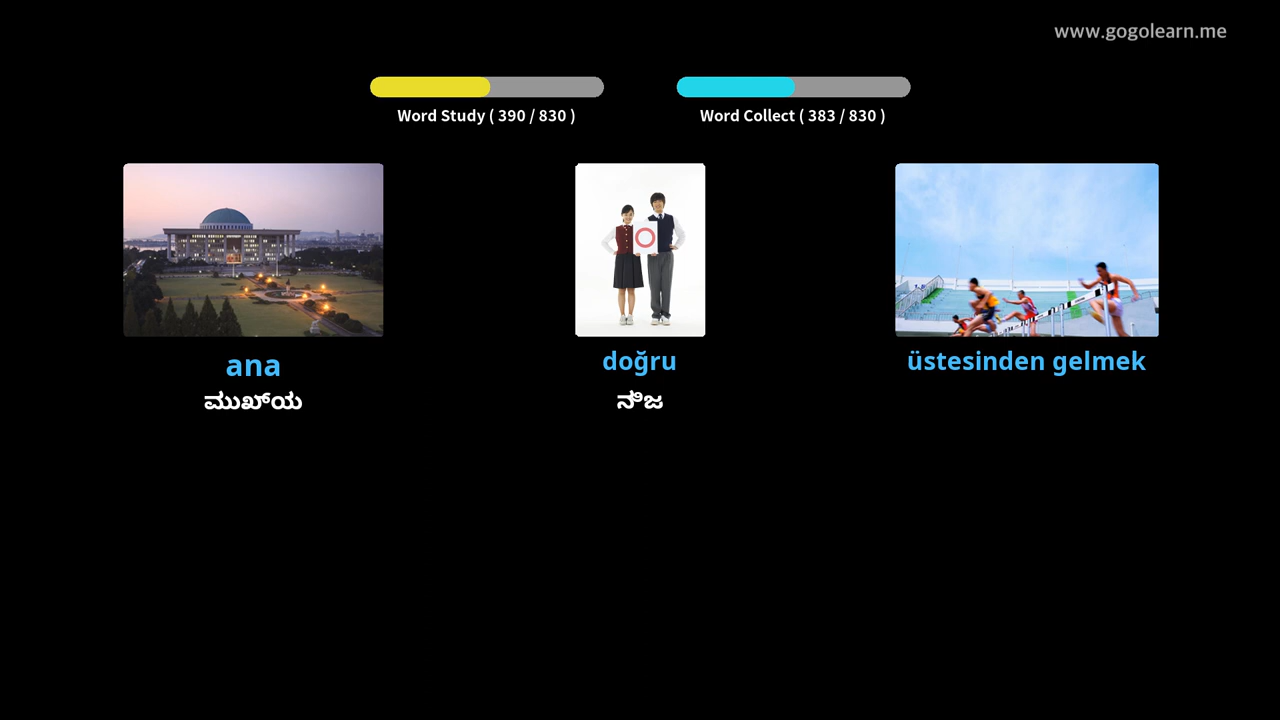 www.gogolearn.me
Word Study ( 390 / 830 )
Word Collect ( 383 / 830 )
ana
ಮುಖ್ಯ
doğru
ನಿಜ
üstesinden gelmek